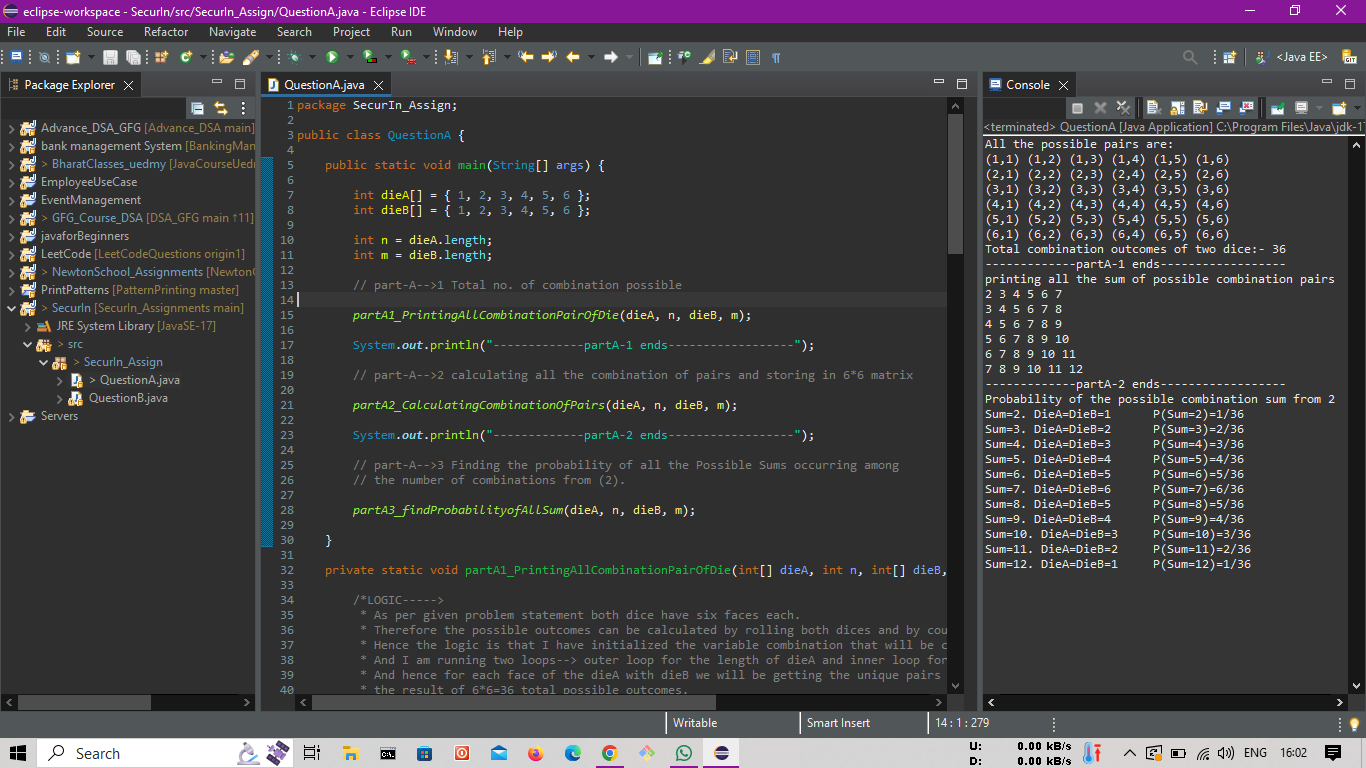 eclipse-workspace - SecurIn/src/SecurIn_Assign/QuestionA.java - Eclipse IDE
File Edit Source Refactor Navigate Search Project Run Window Help
<Java EE>
Package Explorer
Advance_DSA_GFG [Advance_DSA main]
bank management System [BankingMan
> BharatClasses_uedmy [JavaCourseUedm
EmployeeUseCase
EventManagement
> GFG_Course_DSA [DSA_GFG main ↑11]
javaforBeginners
LeetCode [LeetCodeQuestions origin1]
> NewtonSchool_Assignments [NewtonS
PrintPatterns [PatternPrinting master]
> SecurIn [SecurIn_Assignments main]
JRE System Library [JavaSE-17]
> src
> SecurIn_Assign
> QuestionA.java
QuestionB.java
Servers
QuestionA.java
1 package SecurIn_Assign;
2
3 public class QuestionA {
4
5 public static void main(String[] args) {
6
7 int dieA[] = { 1, 2, 3, 4, 5, 6 };
8 int dieB[] = { 1, 2, 3, 4, 5, 6 };
9
10 int n = dieA.length;
11 int m = dieB.length;
12
13 // part-A-->1 Total no. of combination possible
14
15 partA1_PrintingAllCombinationPairOfDie(dieA, n, dieB, m);
16
17 System.out.println("-------------partA-1 ends------------------");
18
19 // part-A-->2 calculating all the combination of pairs and storing in 6*6 matrix
20
21 partA2_CalculatingCombinationOfPairs(dieA, n, dieB, m);
22
23 System.out.println("-------------partA-2 ends------------------");
24
25 // part-A-->3 Finding the probability of all the Possible Sums occurring among
26 // the number of combinations from (2).
27
28 partA3_findProbabilityofAllSum(dieA, n, dieB, m);
29
30 }
31
32 private static void partA1_PrintingAllCombinationPairOfDie(int[] dieA, int n, int[] dieB,
33
34 /*LOGIC----->
35 * As per given problem statement both dice have six faces each.
36 * Therefore the possible outcomes can be calculated by rolling both dices and by cou
37 * Hence the logic is that I have initialized the variable combination that will be c
38 * And I am running two loops--> outer loop for the length of dieA and inner loop for
39 * And hence for each face of the dieA with dieB we will be getting the unique pairs
40 * the result of 6*6=36 total possible outcomes.
Console
<terminated> QuestionA [Java Application] C:\Program Files\Java\jdk-17
All the possible pairs are:
(1,1) (1,2) (1,3) (1,4) (1,5) (1,6)
(2,1) (2,2) (2,3) (2,4) (2,5) (2,6)
(3,1) (3,2) (3,3) (3,4) (3,5) (3,6)
(4,1) (4,2) (4,3) (4,4) (4,5) (4,6)
(5,1) (5,2) (5,3) (5,4) (5,5) (5,6)
(6,1) (6,2) (6,3) (6,4) (6,5) (6,6)
Total combination outcomes of two dice:- 36
-------------partA-1 ends------------------
printing all the sum of possible combination pairs
2 3 4 5 6 7
3 4 5 6 7 8
4 5 6 7 8 9
5 6 7 8 9 10
6 7 8 9 10 11
7 8 9 10 11 12
-------------partA-2 ends------------------
Probability of the possible combination sum from 2
Sum=2. DieA=DieB=1 P(Sum=2)=1/36
Sum=3. DieA=DieB=2 P(Sum=3)=2/36
Sum=4. DieA=DieB=3 P(Sum=4)=3/36
Sum=5. DieA=DieB=4 P(Sum=5)=4/36
Sum=6. DieA=DieB=5 P(Sum=6)=5/36
Sum=7. DieA=DieB=6 P(Sum=7)=6/36
Sum=8. DieA=DieB=5 P(Sum=8)=5/36
Sum=9. DieA=DieB=4 P(Sum=9)=4/36
Sum=10. DieA=DieB=3 P(Sum=10)=3/36
Sum=11. DieA=DieB=2 P(Sum=11)=2/36
Sum=12. DieA=DieB=1 P(Sum=12)=1/36
Writable Smart Insert 14 : 1 : 279
Search
U: 0.00 kB/s
D: 0.00 kB/s
ENG 16:02